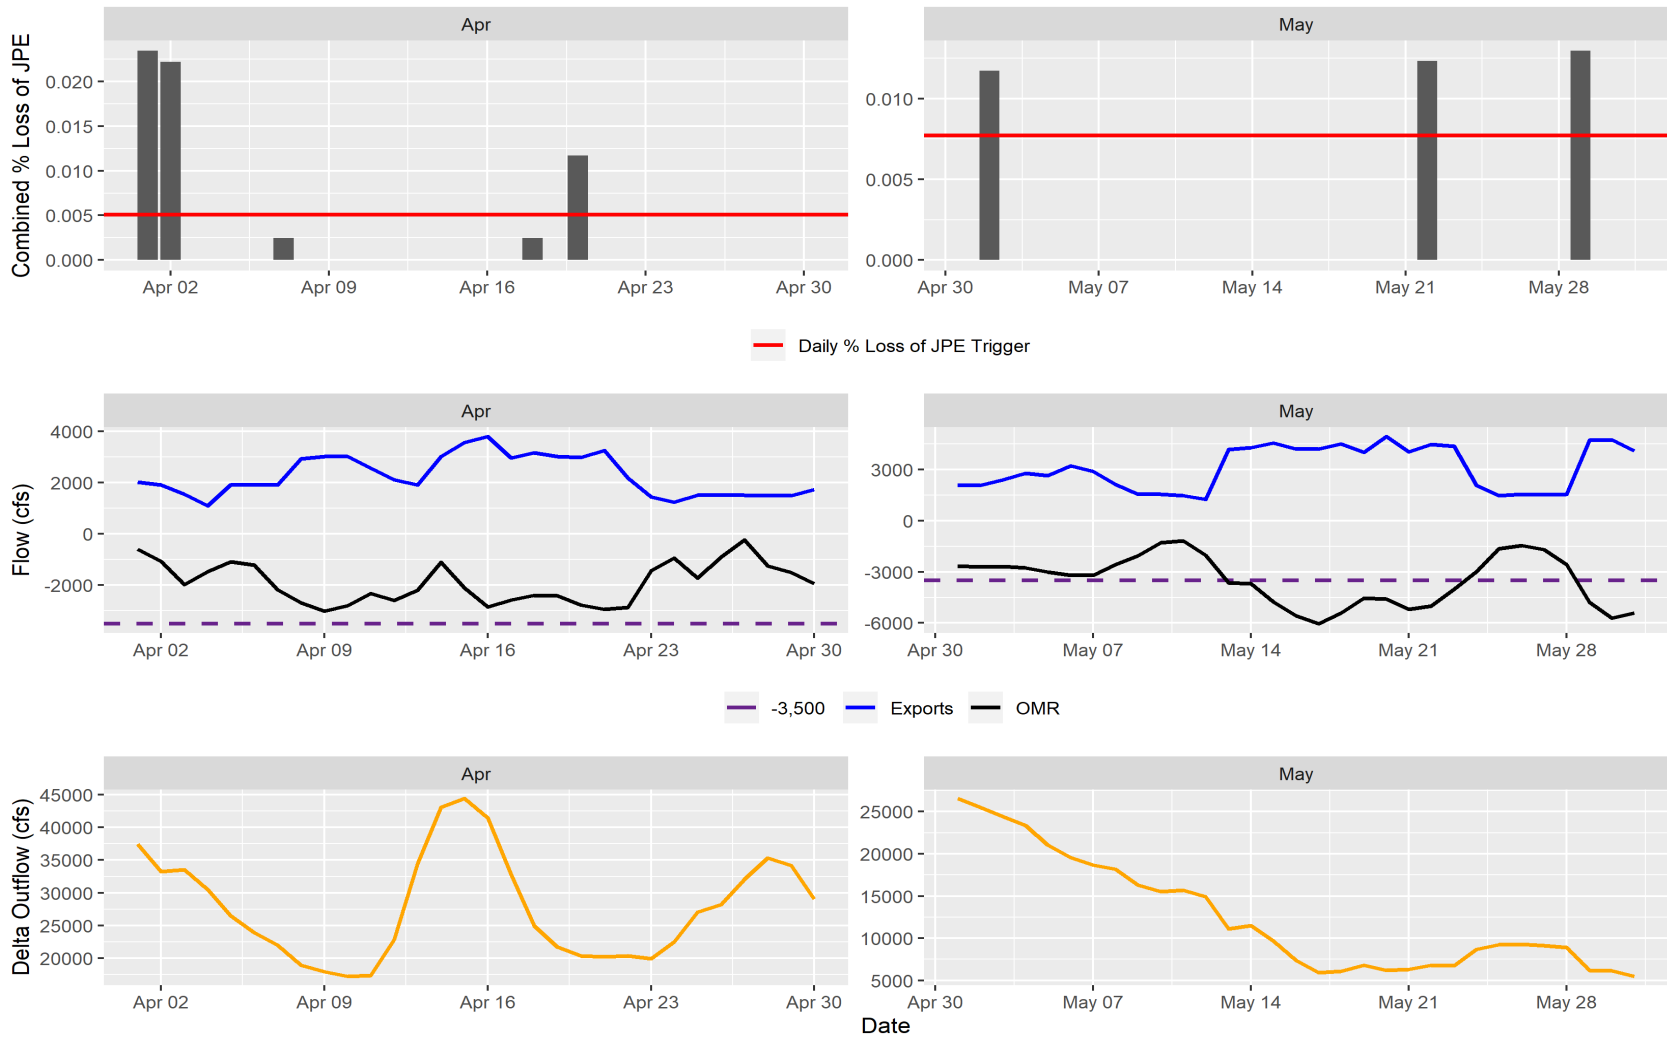 Apr
May
Combined % Loss of JPE
0.020
0.015
0.010
0.005
0.000
0.010
0.005
0.000
Apr 02 Apr 09 Apr 16 Apr 23 Apr 30
Apr 30 May 07 May 14 May 21 May 28
Daily % Loss of JPE Trigger
Apr
May
Flow (cfs)
4000
2000
0
-2000
3000
0
-3000
-6000
Apr 02 Apr 09 Apr 16 Apr 23 Apr 30
Apr 30 May 07 May 14 May 21 May 28
-3,500 Exports OMR
Apr
May
Delta Outflow (cfs)
45000
40000
35000
30000
25000
20000
25000
20000
15000
10000
5000
Apr 02 Apr 09 Apr 16 Apr 23 Apr 30
Apr 30 May 07 May 14 May 21 May 28
Date